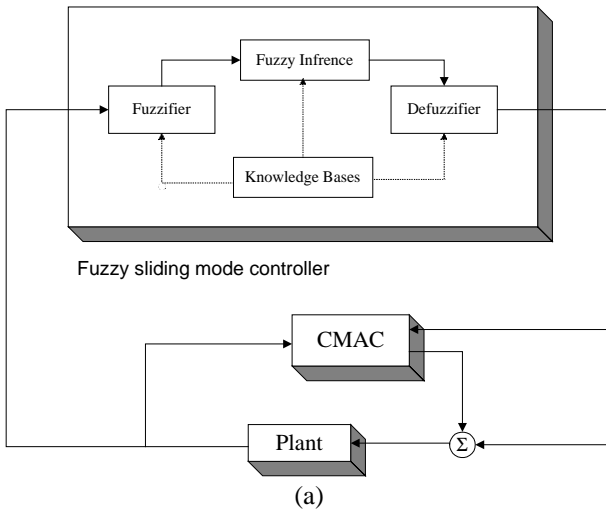 Fuzzy Infrence
Fuzzifier
Defuzzifier
Knowledge Bases
Fuzzy sliding mode controller
CMAC
Plant
Σ
(a)